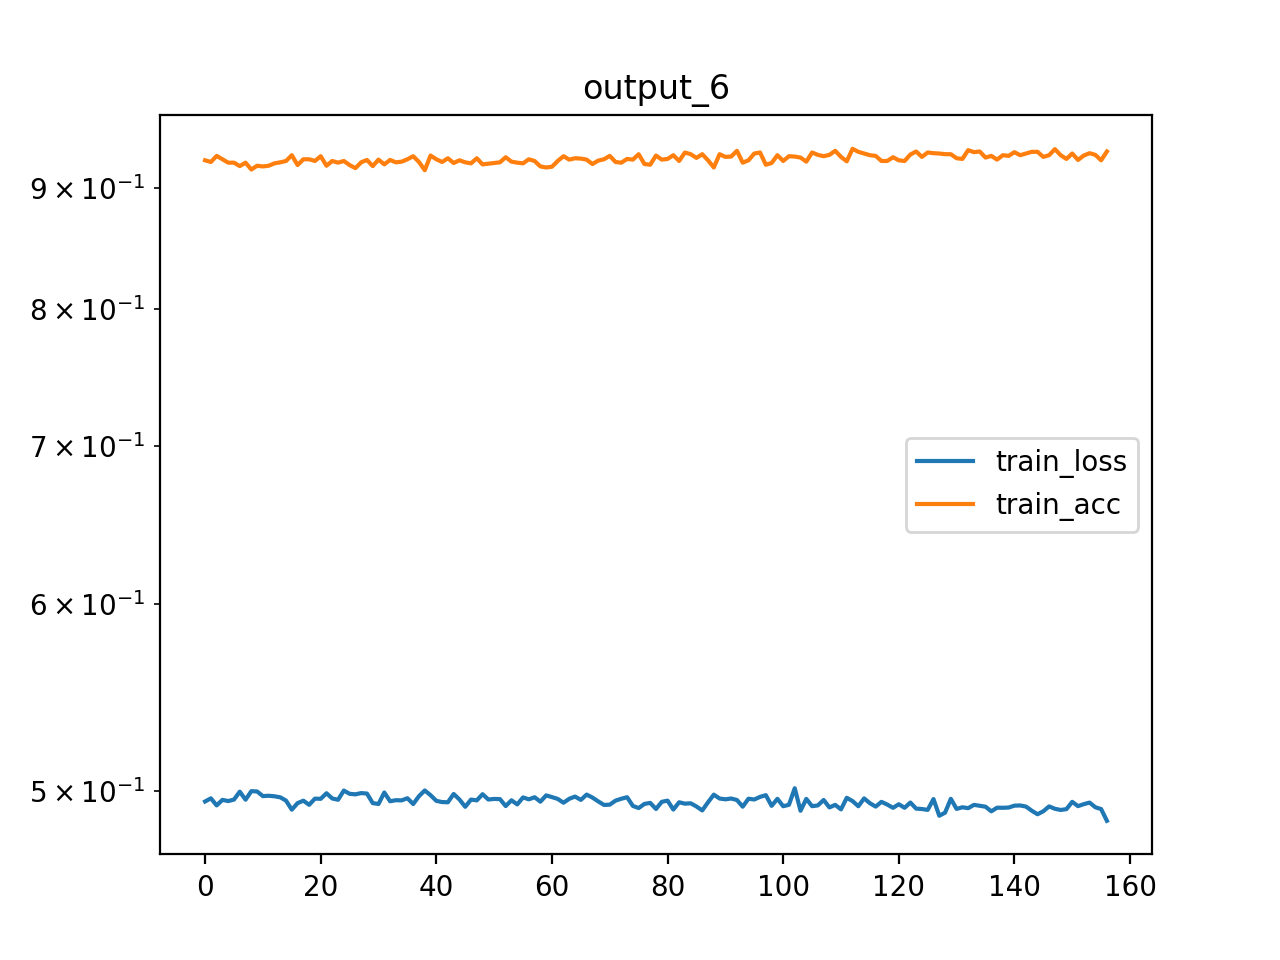 output_6
9 × 10⁻¹
8 × 10⁻¹
7 × 10⁻¹
6 × 10⁻¹
5 × 10⁻¹
train_loss
train_acc
0 20 40 60 80 100 120 140 160